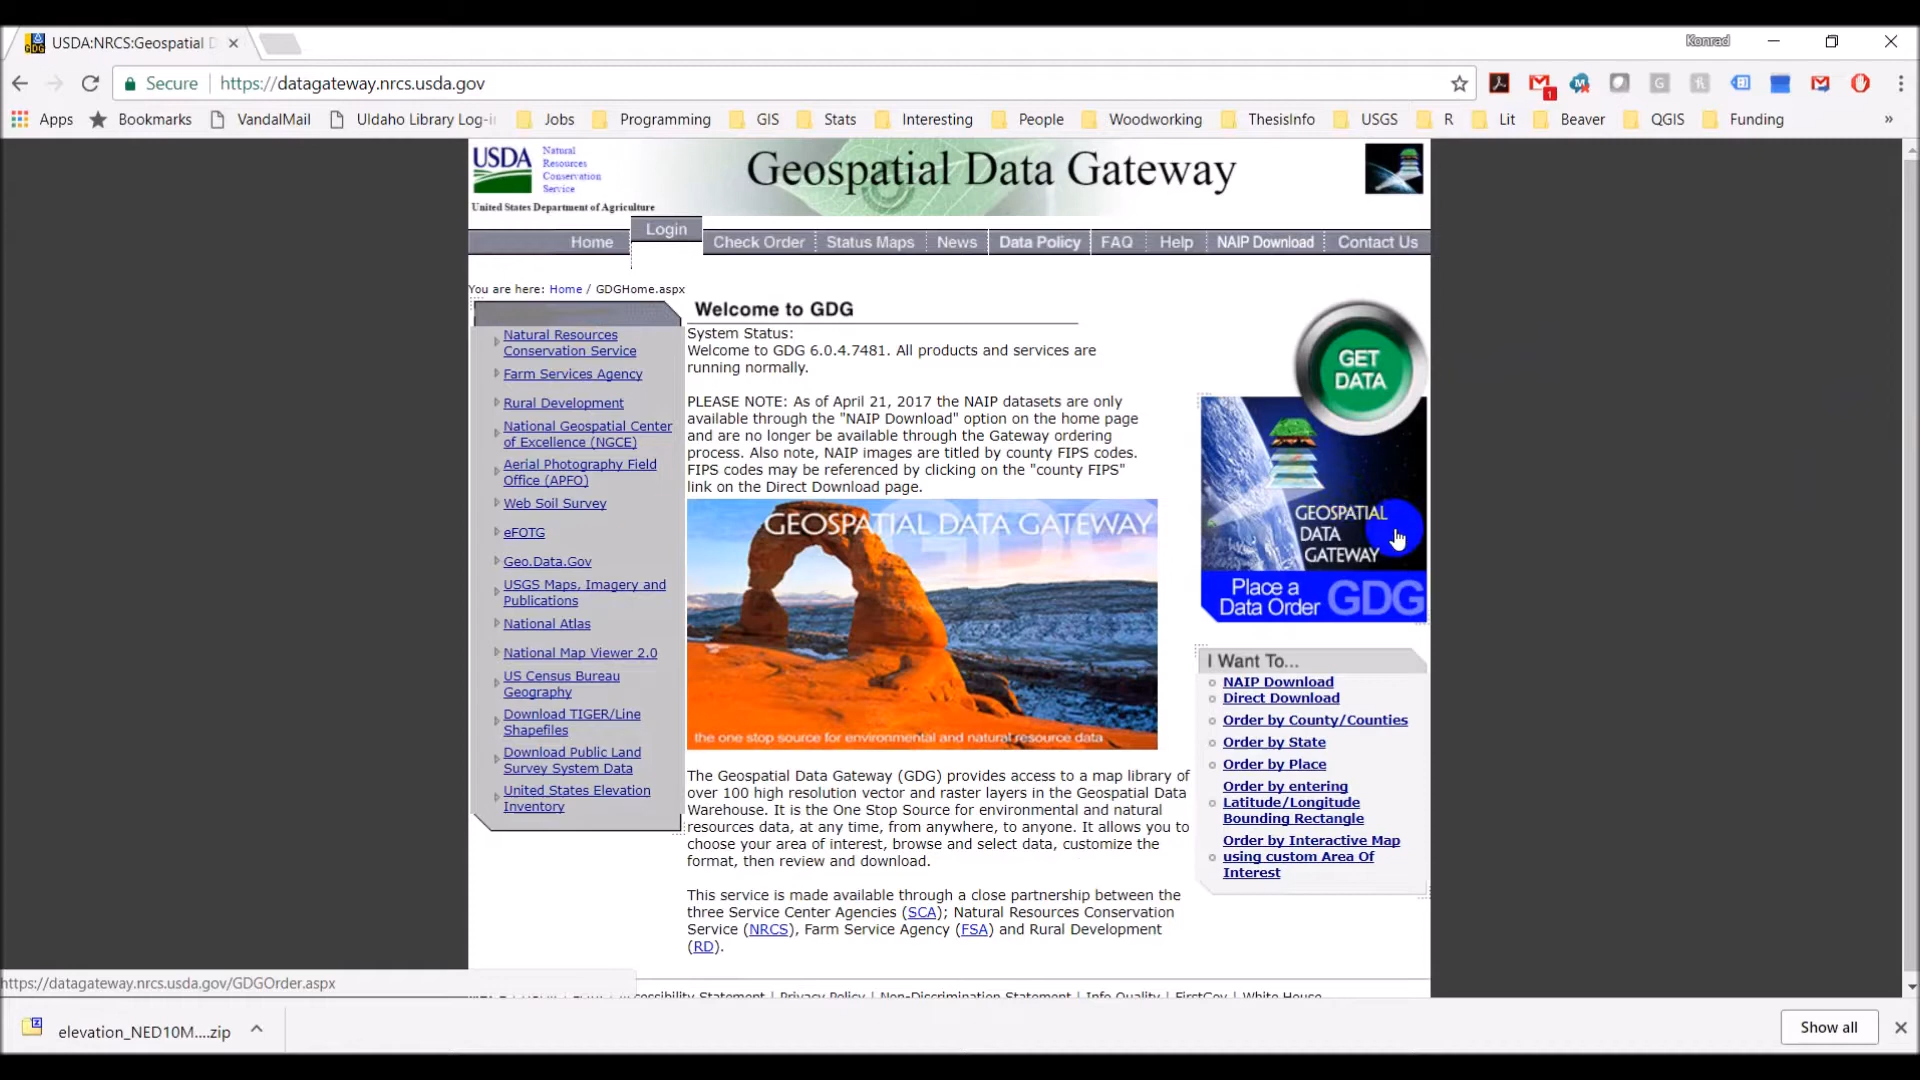 USDA:NRCS:Geospatial D
Konrad
Secure https://datagateway.nrcs.usda.gov
1
Apps Bookmarks VandalMail UIdaho Library Log-i Jobs Programming GIS Stats Interesting People Woodworking ThesisInfo USGS R Lit Beaver QGIS Funding »
USDA
Natural
Resources
Conservation
Service
United States Department of Agriculture
Geospatial Data Gateway
Home Login Check Order Status Maps News Data Policy FAQ Help NAIP Download Contact Us
You are here: Home / GDGHome.aspx
Natural Resources
Conservation Service
Farm Services Agency
Rural Development
National Geospatial Center
of Excellence (NGCE)
Aerial Photography Field
Office (APFO)
Web Soil Survey
eFOTG
Geo.Data.Gov
USGS Maps, Imagery and
Publications
National Atlas
National Map Viewer 2.0
US Census Bureau
Geography
Download TIGER/Line
Shapefiles
Download Public Land
Survey System Data
United States Elevation
Inventory
Welcome to GDG
System Status:
Welcome to GDG 6.0.4.7481. All products and services are
running normally.
PLEASE NOTE: As of April 21, 2017 the NAIP datasets are only
available through the "NAIP Download" option on the home page
and are no longer be available through the Gateway ordering
process. Also note, NAIP images are titled by county FIPS codes.
FIPS codes may be referenced by clicking on the "county FIPS"
link on the Direct Download page.
GEOSPATIAL DATA GATEWAY
the one stop source for environmental and natural resource data
The Geospatial Data Gateway (GDG) provides access to a map library of
over 100 high resolution vector and raster layers in the Geospatial Data
Warehouse. It is the One Stop Source for environmental and natural
resources data, at any time, from anywhere, to anyone. It allows you to
choose your area of interest, browse and select data, customize the
format, then review and download.
This service is made available through a close partnership between the
three Service Center Agencies (SCA); Natural Resources Conservation
Service (NRCS), Farm Service Agency (FSA) and Rural Development
(RD).
GET
DATA
GEOSPATIAL
DATA
GATEWAY
Place a
Data Order GDG
I Want To...
NAIP Download
Direct Download
Order by County/Counties
Order by State
Order by Place
Order by entering
Latitude/Longitude
Bounding Rectangle
Order by Interactive Map
using custom Area Of
Interest
https://datagateway.nrcs.usda.gov/GDGOrder.aspx
Accessibility Statement | Privacy Policy | Non-Discrimination Statement | Info Quality | FirstGov | White House
elevation_NED10M....zip
Show all